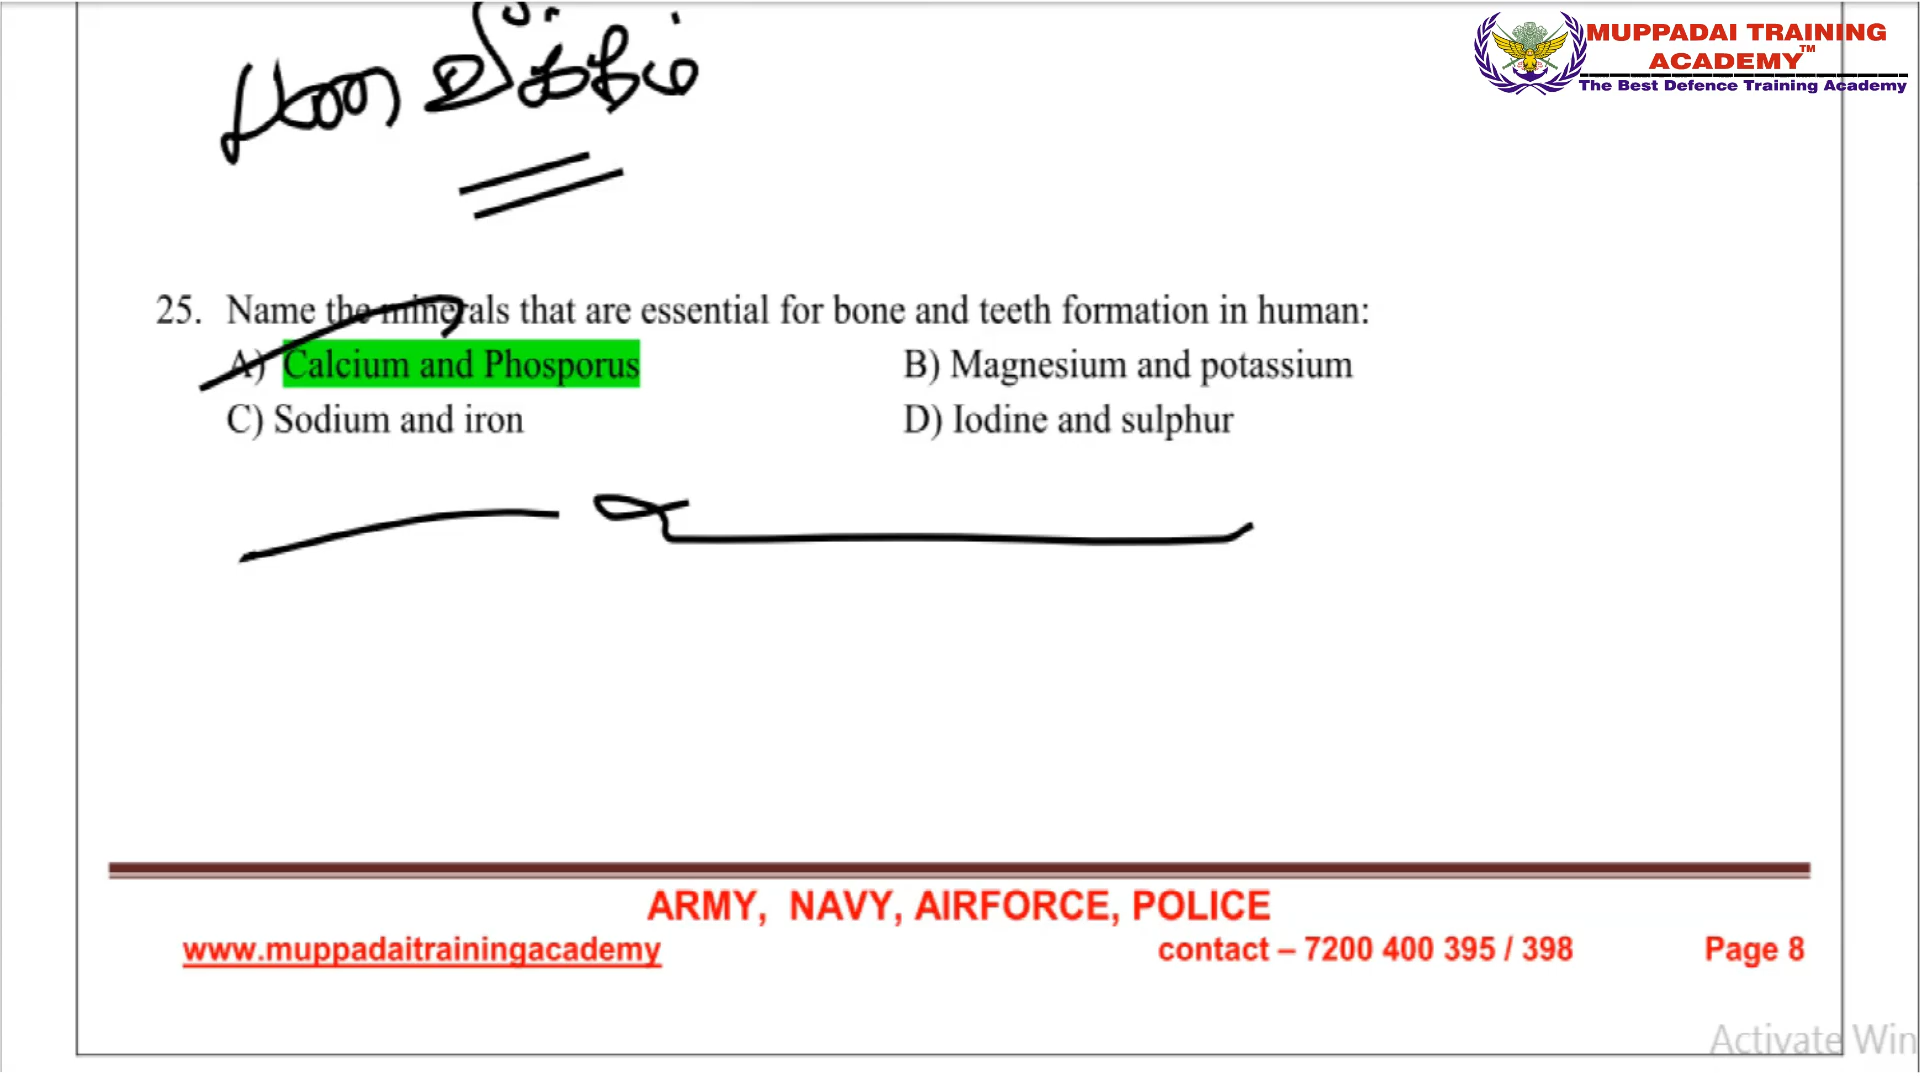 MUPPADAI TRAINING
ACADEMY™
The Best Defence Training Academy
25. Name the minerals that are essential for bone and teeth formation in human:
A) Calcium and Phosporus B) Magnesium and potassium
C) Sodium and iron D) Iodine and sulphur
ARMY, NAVY, AIRFORCE, POLICE
www.muppadaitrainingacademy contact – 7200 400 395 / 398 Page 8
Activate Win